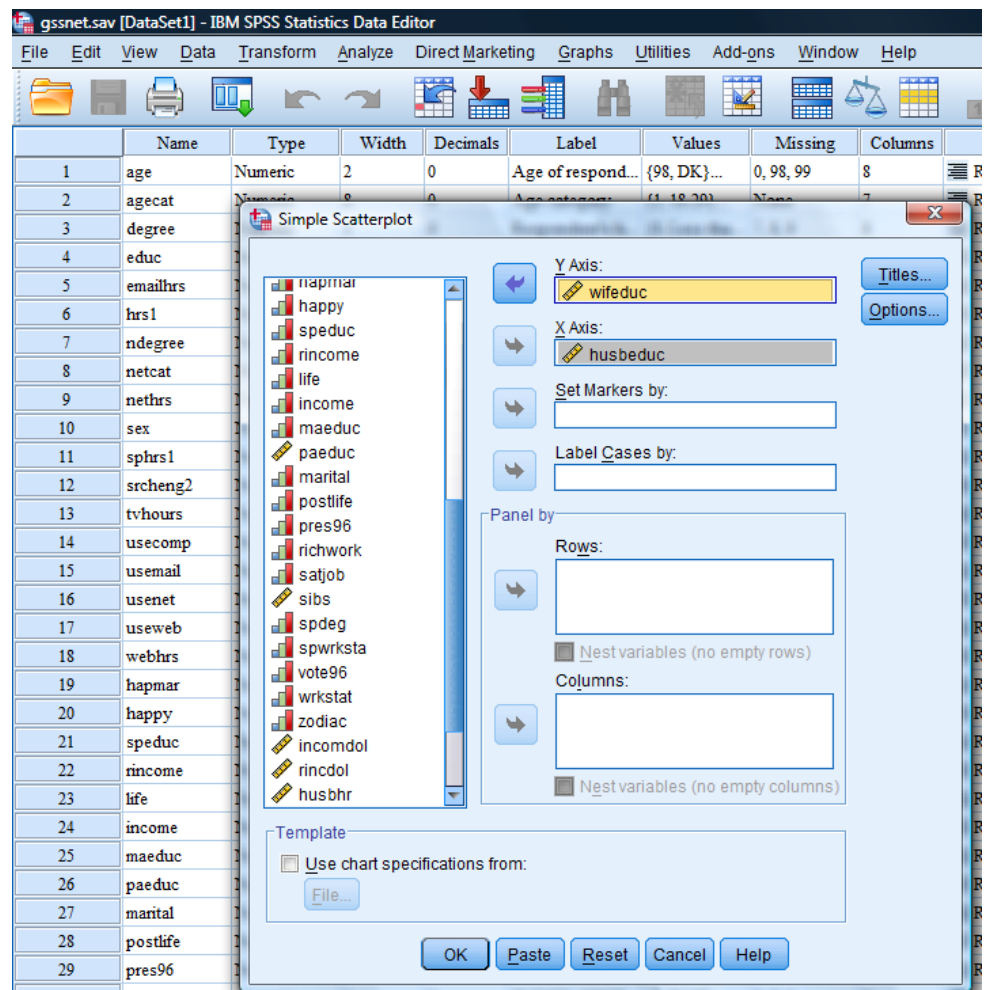 gssnet.sav [DataSet1] - IBM SPSS Statistics Data Editor
File Edit View Data Transform Analyze Direct Marketing Graphs Utilities Add-ons Window Help
Name Type Width Decimals Label Values Missing Columns
1 age Numeric 2 0 Age of respond... {98, DK}... 0, 98, 99 8 R
2 agecat
3 degree
4 educ
5 emailhrs
6 hrs1
7 ndegree
8 netcat
9 nethrs
10 sex
11 sphrs1
12 srcheng2
13 tvhours
14 usecomp
15 usemail
16 usenet
17 useweb
18 webhrs
19 hapmar
20 happy
21 speduc
22 rincome
23 life
24 income
25 maeduc
26 paeduc
27 marital
28 postlife
29 pres96
Simple Scatterplot
hapmar
happy
speduc
rincome
life
income
maeduc
paeduc
marital
postlife
pres96
richwork
satjob
sibs
spdeg
spwrksta
vote96
wrkstat
zodiac
incomdol
rincdol
husbhr
Y Axis:
wifeduc
X Axis:
husbeduc
Set Markers by:
Label Cases by:
Panel by
Rows:
Nest variables (no empty rows)
Columns:
Nest variables (no empty columns)
Titles...
Options...
Template
Use chart specifications from:
File...
OK Paste Reset Cancel Help